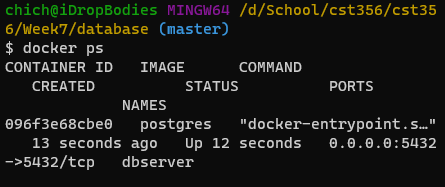 chich@iDropBodies MINGW64 /d/School/cst356/cst35
6/Week7/database (master)
$ docker ps
CONTAINER ID   IMAGE      COMMAND
   CREATED          STATUS          PORTS
             NAMES
096f3e68cbe0   postgres   "docker-entrypoint.s…"
   13 seconds ago   Up 12 seconds   0.0.0.0:5432
->5432/tcp   dbserver